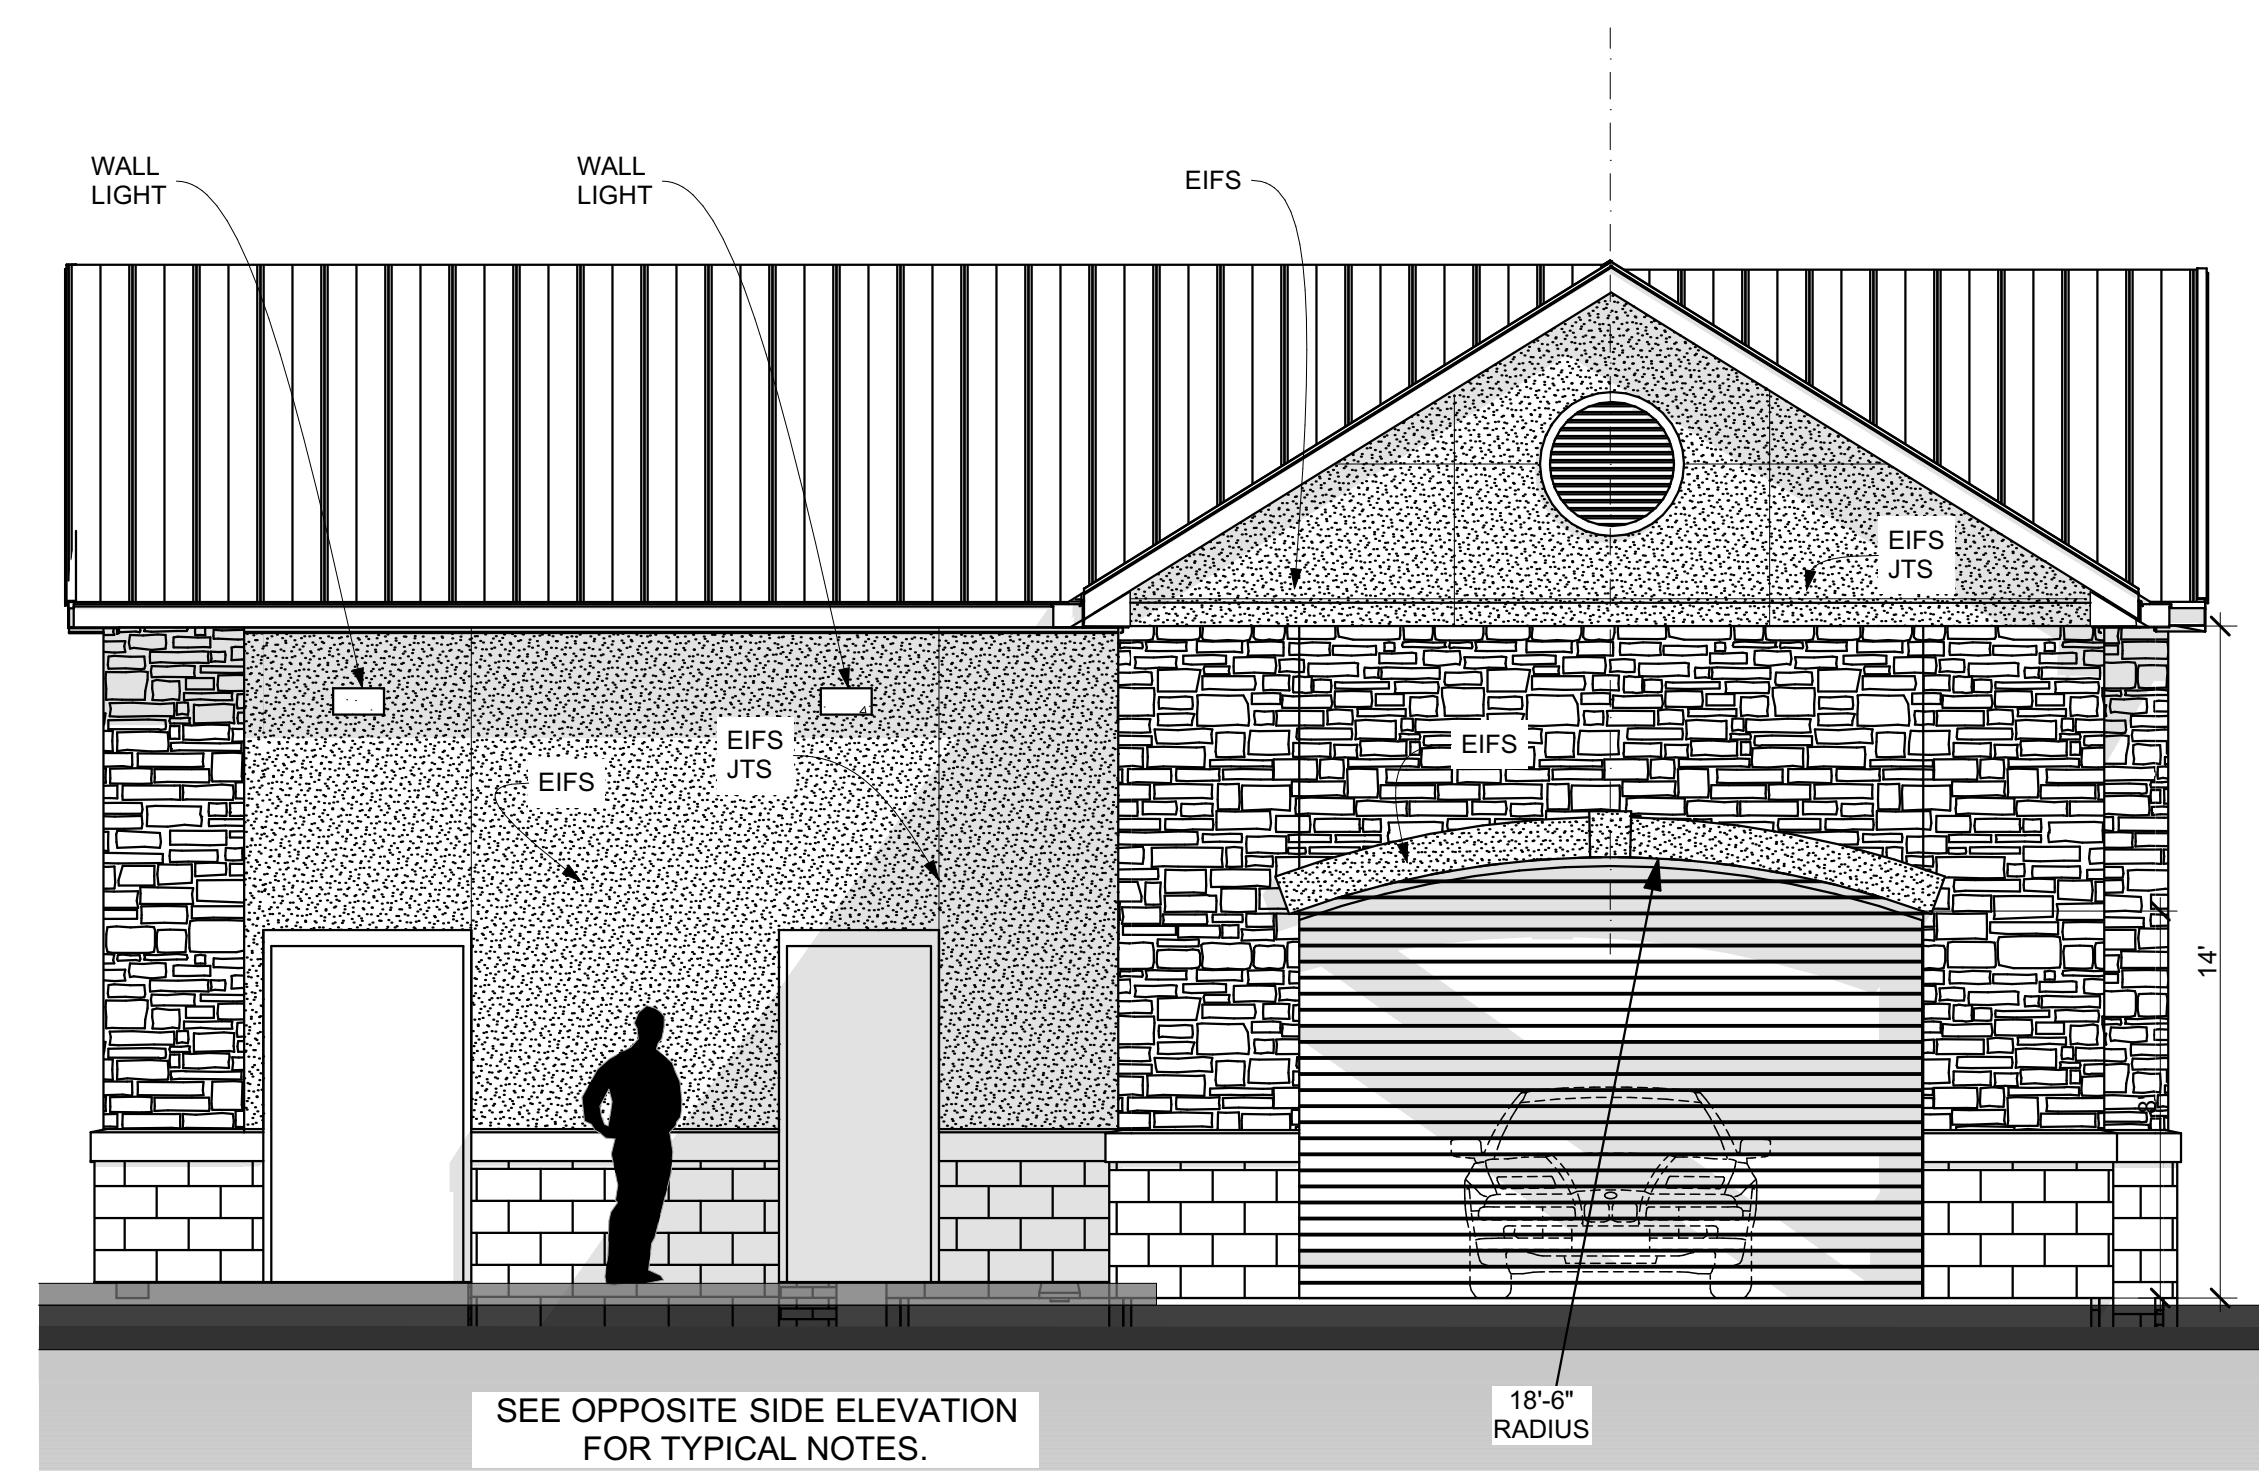 WALL
LIGHT
WALL
LIGHT
EIFS
EIFS
JTS
EIFS
JTS
EIFS
EIFS
14'
8'
SEE OPPOSITE SIDE ELEVATION
FOR TYPICAL NOTES.
18'-6"
RADIUS